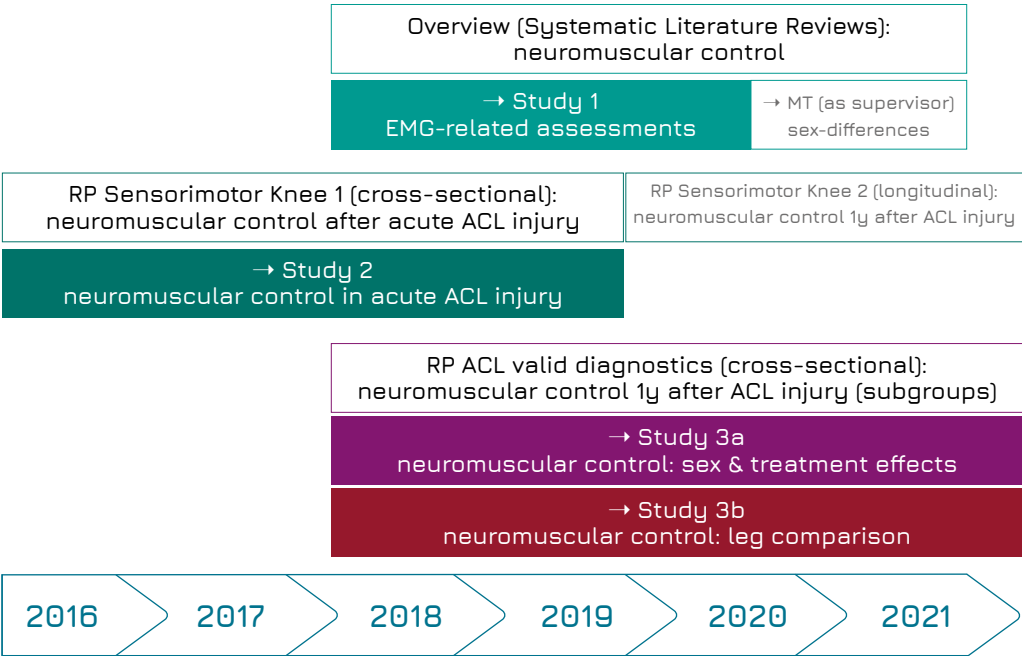 Overview (Systematic Literature Reviews):
neuromuscular control
→ Study 1
EMG-related assessments
→ MT (as supervisor)
sex-differences
RP Sensorimotor Knee 1 (cross-sectional):
neuromuscular control after acute ACL injury
RP Sensorimotor Knee 2 (longitudinal):
neuromuscular control 1y after ACL injury
→ Study 2
neuromuscular control in acute ACL injury
RP ACL valid diagnostics (cross-sectional):
neuromuscular control 1y after ACL injury (subgroups)
→ Study 3a
neuromuscular control: sex & treatment effects
→ Study 3b
neuromuscular control: leg comparison
2016 2017 2018 2019 2020 2021